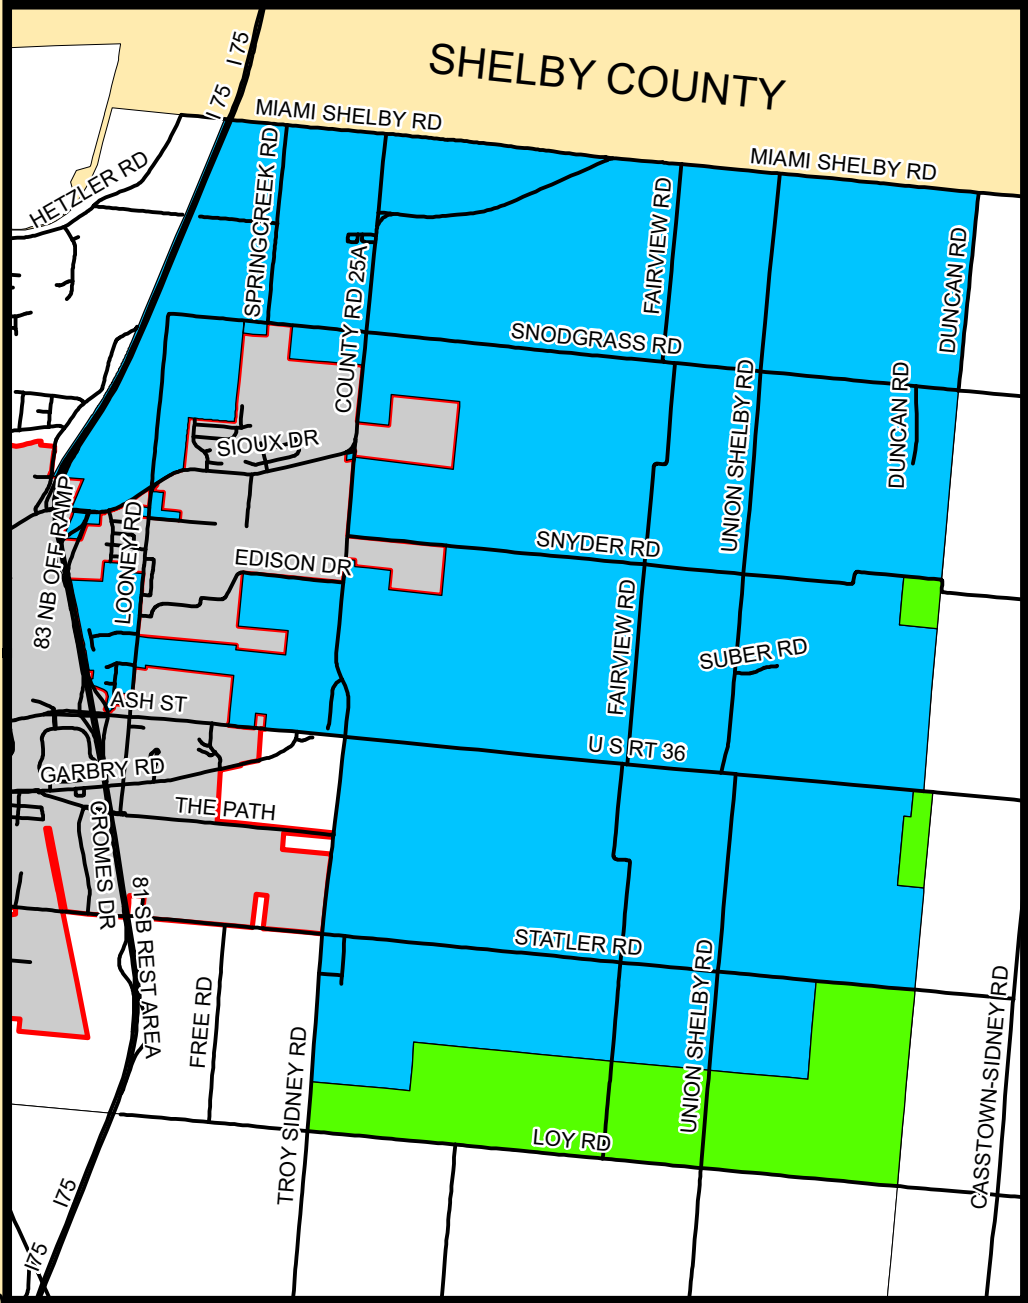 SHELBY COUNTY
I 75
I 75
MIAMI SHELBY RD
MIAMI SHELBY RD
HETZLER RD
SPRINGCREEK RD
FAIRVIEW RD
DUNCAN RD
COUNTY RD 25A
SNODGRASS RD
UNION SHELBY RD
DUNCAN RD
SIOUX DR
83 NB OFF RAMP
LOONEY RD
EDISON DR
SNYDER RD
FAIRVIEW RD
SUBER RD
ASH ST
U S RT 36
GARBRY RD
THE PATH
CROMES DR
81 SB REST AREA
STATLER RD
UNION SHELBY RD
FREE RD
TROY SIDNEY RD
CASSTOWN-SIDNEY RD
LOY RD
I75
I75